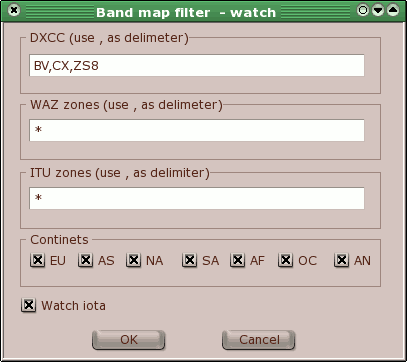 Band map filter - watch
DXCC (use , as delimeter)
BV,CX,ZS8
WAZ zones (use , as delimeter)
*
ITU zones (use , as delimiter)
*
Continets
EU AS NA SA AF OC AN
Watch iota
OK Cancel